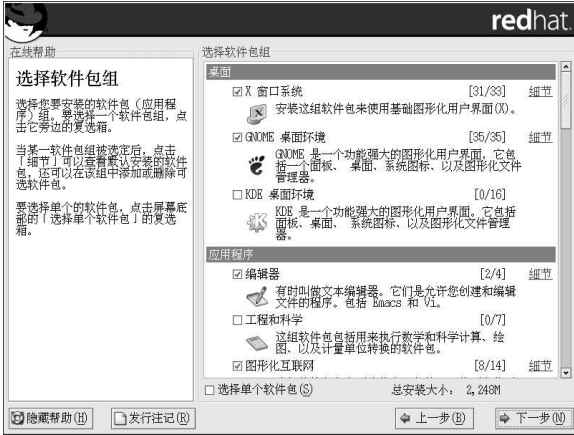 redhat.
在线帮助
选择软件包组
选择您要安装的软件包（应用程
序）组。要选择一个软件包组，点
击它旁边的复选箱。
当某一软件包组被选定后，点击
「细节」可以查看默认安装的软件
包，还可以在该组中添加或删除可
选软件包。
要选择单个的软件包，点击屏幕底
部的「选择单个软件包」的复选
箱。
选择软件包组
桌面
X 窗口系统 [31/33] 细节
安装这组软件包来使用基础图形化用户界面(X)。
GNOME 桌面环境 [35/35] 细节
GNOME 是一个功能强大的图形化用户界面，它包
括一个面板、 桌面、系统图标、以及图形化文件
管理器。
KDE 桌面环境 [0/16]
KDE 是一个功能强大的图形化用户界面。它包括
面板、桌面、 系统图标、以及图形化文件管理
器。
应用程序
编辑器 [2/4] 细节
有时叫做文本编辑器。它们是允许您创建和编辑
文件的程序。包括 Emacs 和 Vi。
工程和科学 [0/7]
这组软件包包括用来执行数学和科学计算、绘
图、以及计量单位转换的软件包。
图形化互联网 [8/14] 细节
选择单个软件包(S) 总安装大小： 2,248M
隐藏帮助(H) 发行注记(R) 上一步(B) 下一步(N)